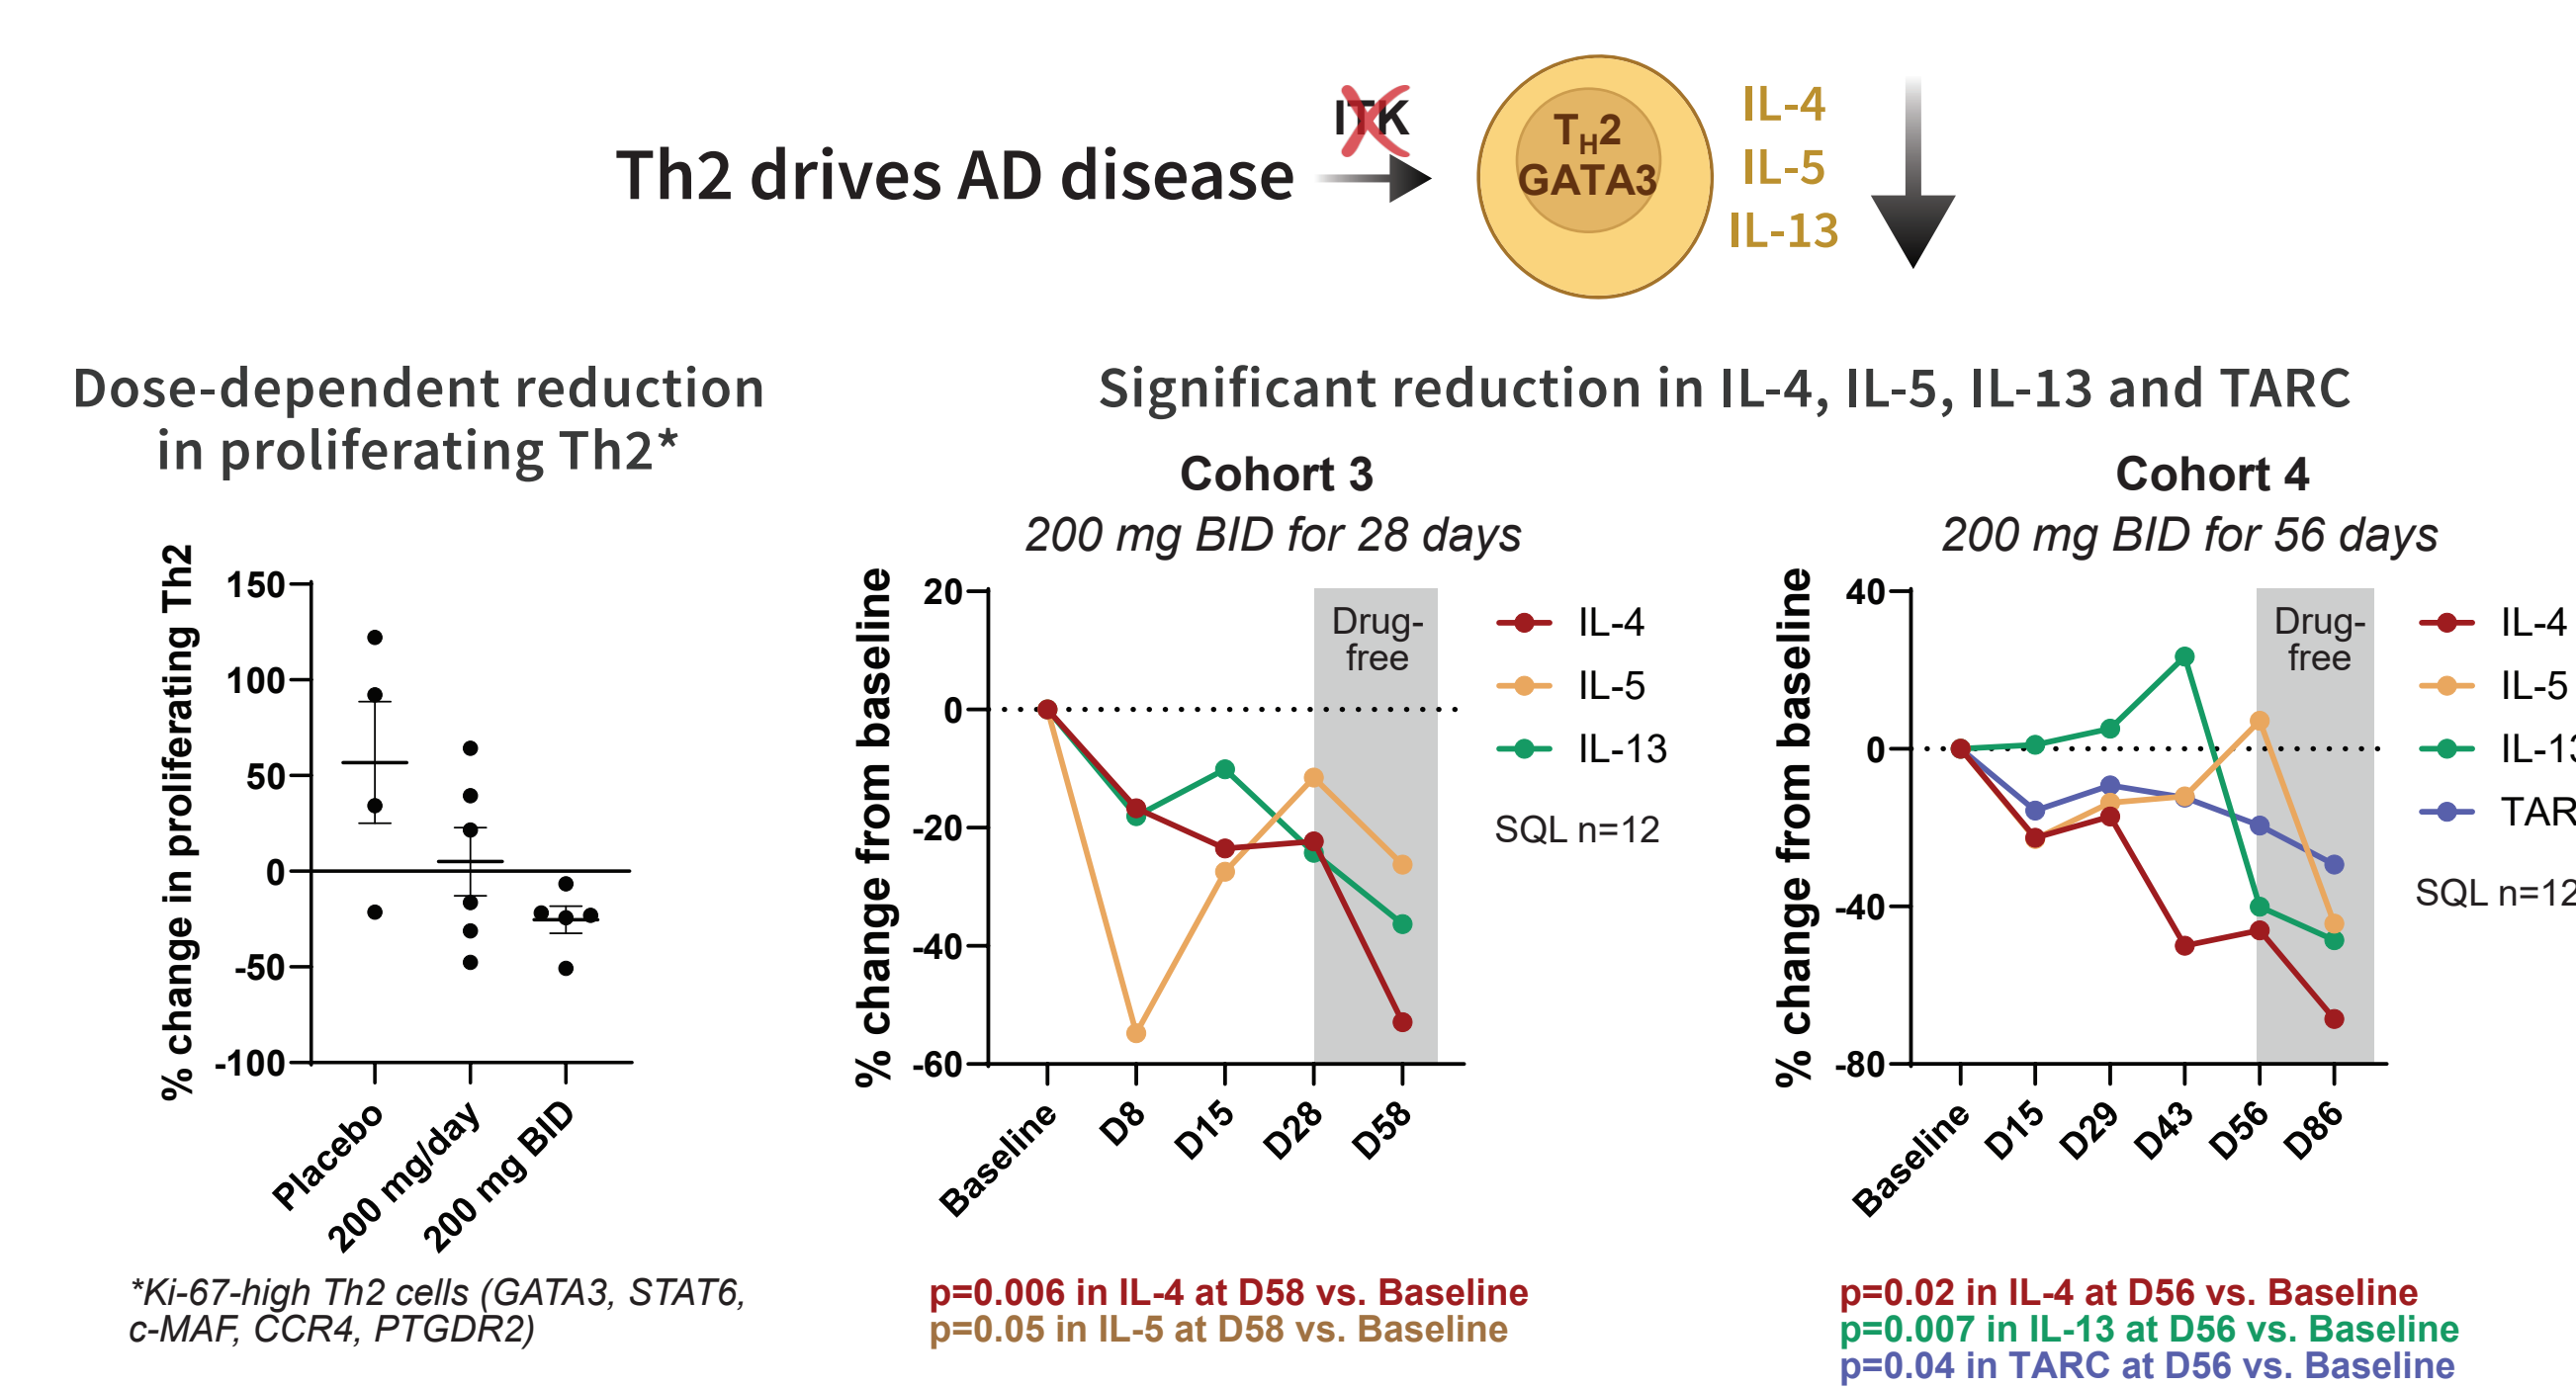 Th2 drives AD disease
ITK
TH2
GATA3
IL-4
IL-5
IL-13
Dose-dependent reduction
in proliferating Th2*
% change in proliferating Th2
150
100
50
0
-50
-100
Placebo
200 mg/day
200 mg BID
*Ki-67-high Th2 cells (GATA3, STAT6,
c-MAF, CCR4, PTGDR2)
Significant reduction in IL-4, IL-5, IL-13 and TARC
Cohort 3
200 mg BID for 28 days
% change from baseline
20
0
-20
-40
-60
Drug-
free
Baseline
D8
D15
D28
D58
IL-4
IL-5
IL-13
SQL n=12
p=0.006 in IL-4 at D58 vs. Baseline
p=0.05 in IL-5 at D58 vs. Baseline
Cohort 4
200 mg BID for 56 days
% change from baseline
40
0
-40
-80
Drug-
free
Baseline
D15
D29
D43
D56
D86
IL-4
IL-5
IL-13
TAR
SQL n=12
p=0.02 in IL-4 at D56 vs. Baseline
p=0.007 in IL-13 at D56 vs. Baseline
p=0.04 in TARC at D56 vs. Baseline